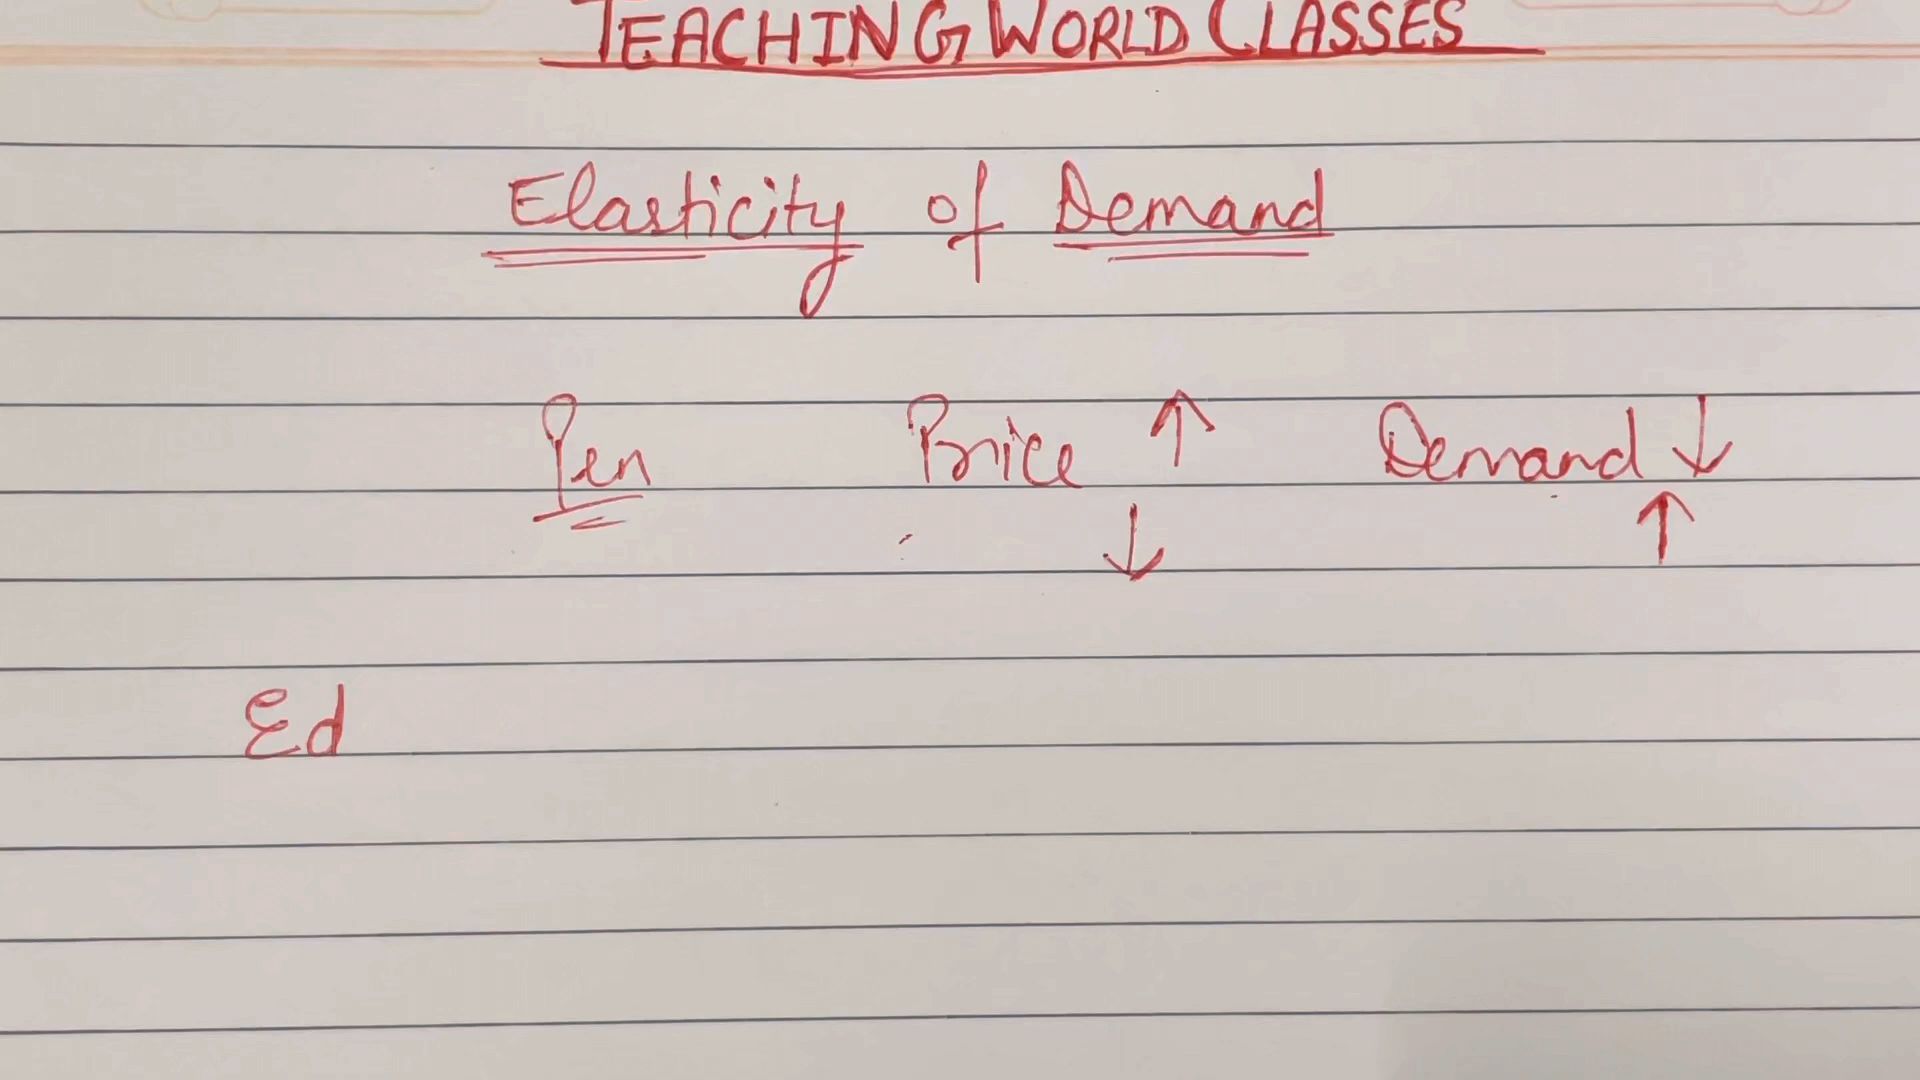 TEACHING WORLD CLASSES
Elasticity of Demand
Pen Price ↑ Demand ↓
↓ ↑
Ed